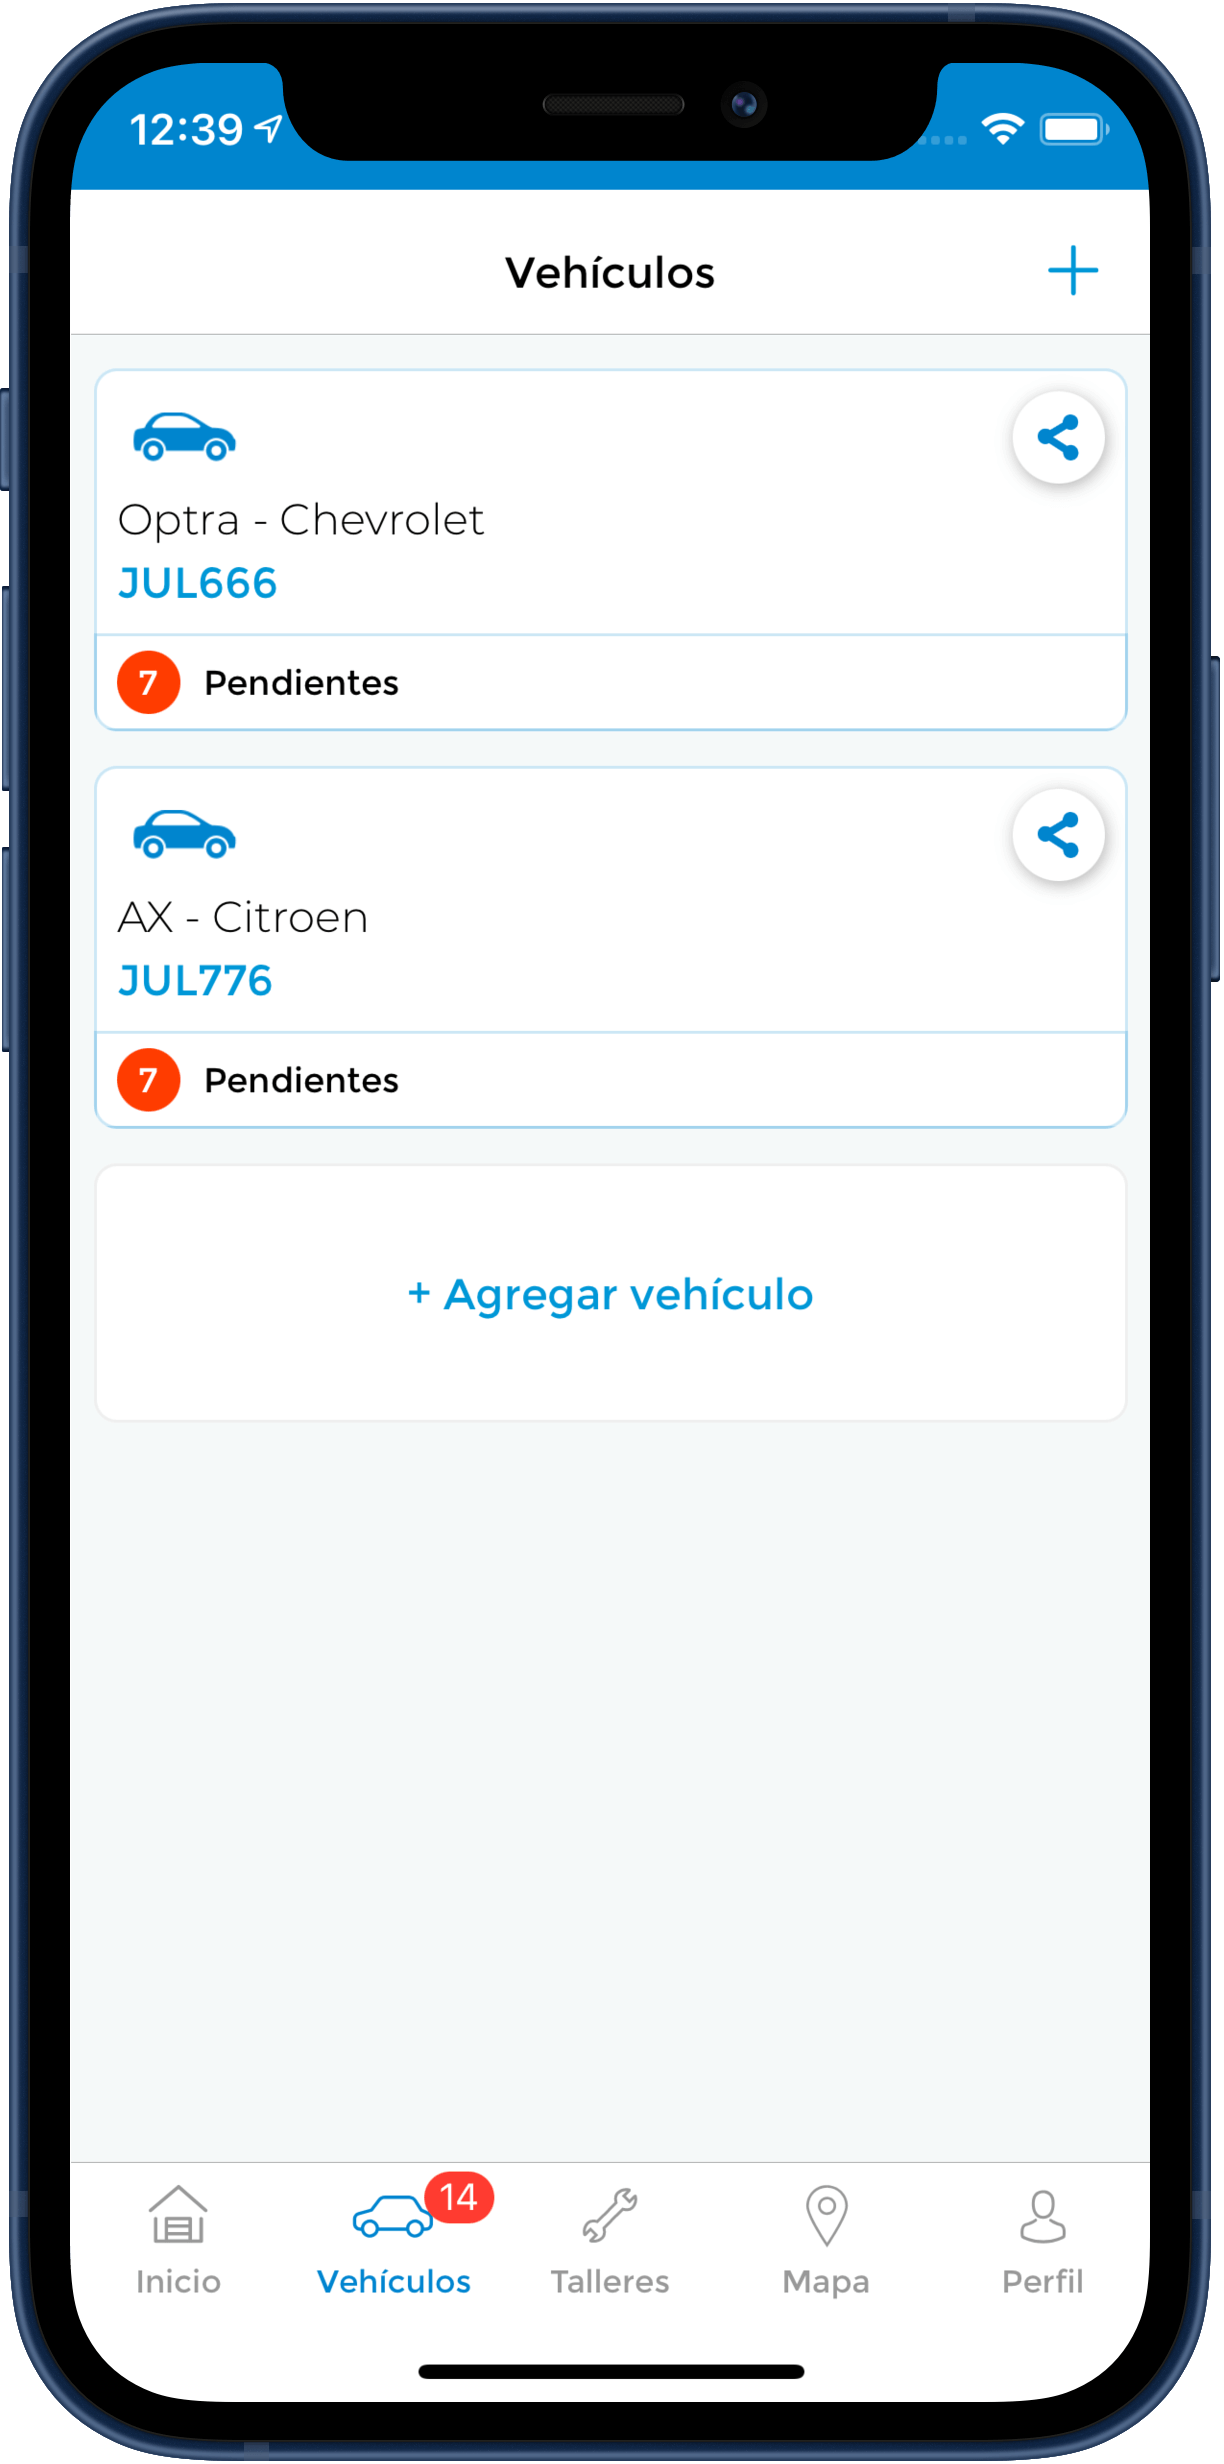 12:39
Vehículos
Optra - Chevrolet
JUL666
7 Pendientes
AX - Citroen
JUL776
7 Pendientes
+ Agregar vehículo
14
Inicio Vehículos Talleres Mapa Perfil